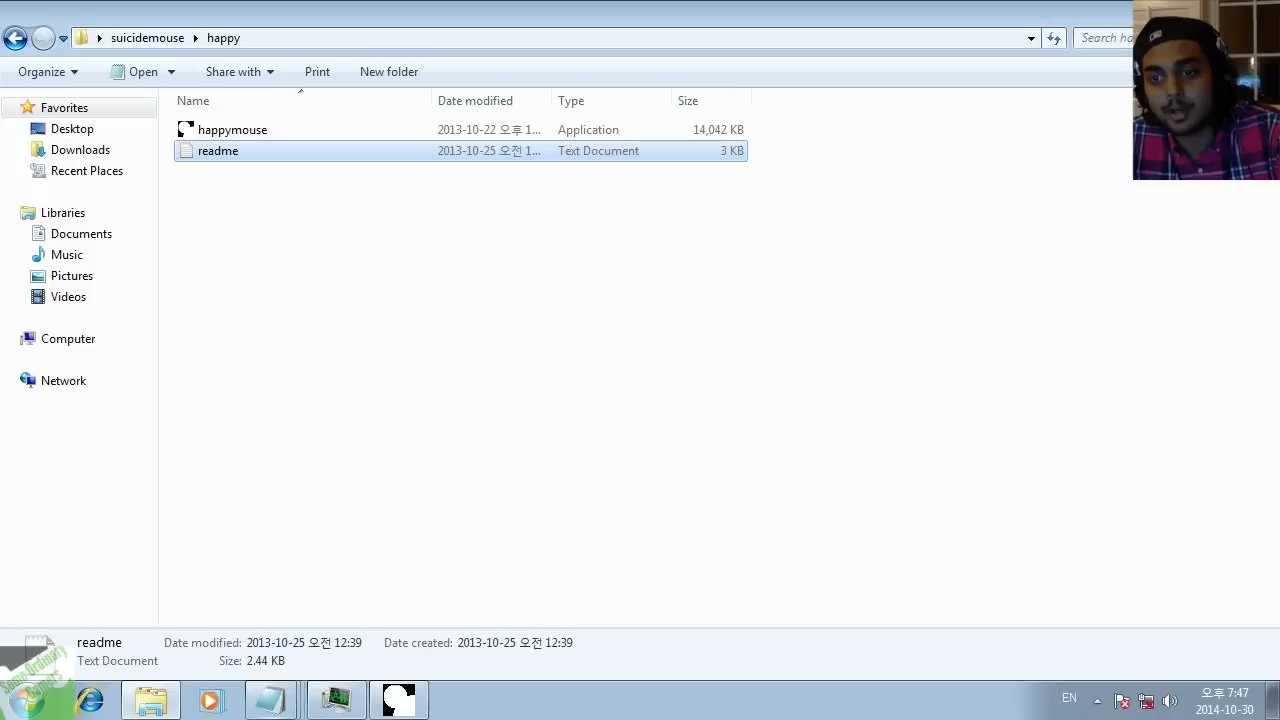 suicidemouse happy
Search ha
Organize Open Share with Print New folder
Name Date modified Type Size
Favorites
Desktop
Downloads
Recent Places
Libraries
Documents
Music
Pictures
Videos
Computer
Network
happymouse 2013-10-22 오후 1... Application 14,042 KB
readme 2013-10-25 오전 1... Text Document 3 KB
readme Date modified: 2013-10-25 오전 12:39 Date created: 2013-10-25 오전 12:39
Text Document Size: 2.44 KB
Some Ordinary
Gamers
EN 오후 7:47
2014-10-30